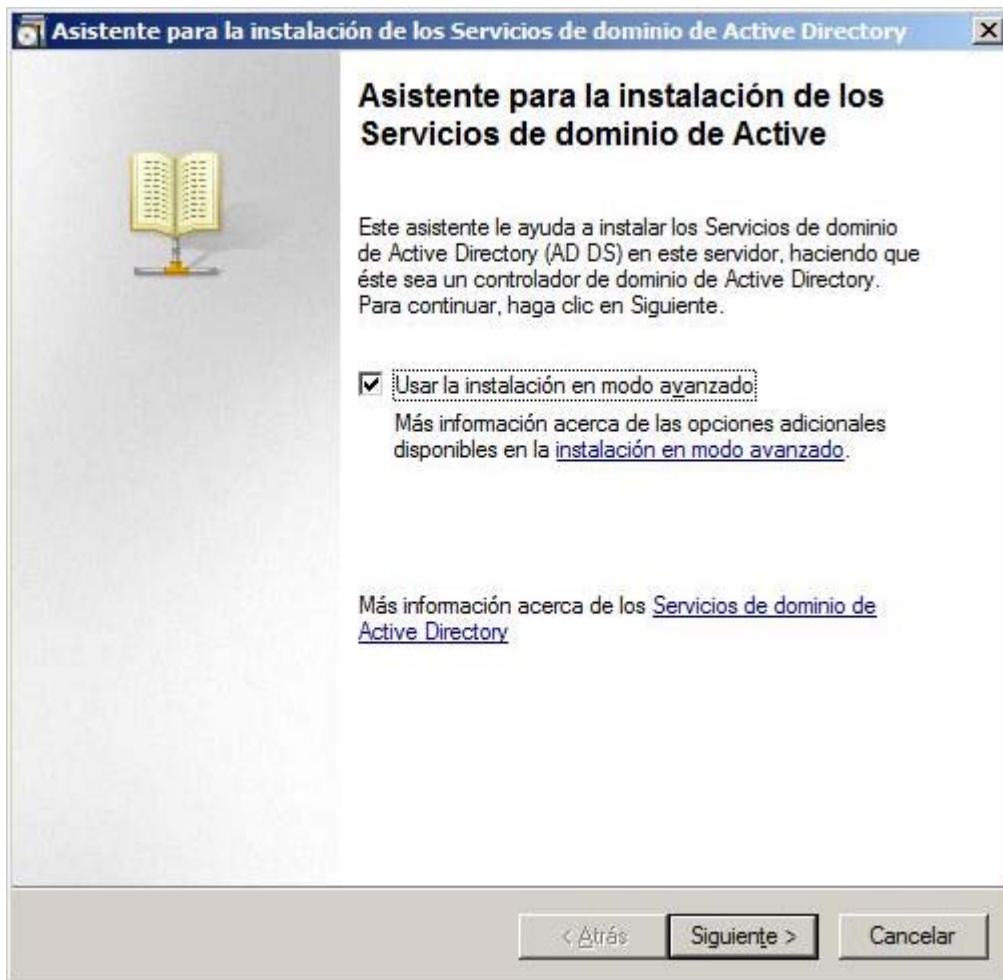 Asistente para la instalación de los Servicios de dominio de Active Directory
Asistente para la instalación de los
Servicios de dominio de Active
Este asistente le ayuda a instalar los Servicios de dominio
de Active Directory (AD DS) en este servidor, haciendo que
éste sea un controlador de dominio de Active Directory.
Para continuar, haga clic en Siguiente.
Usar la instalación en modo avanzado
Más información acerca de las opciones adicionales
disponibles en la instalación en modo avanzado.
Más información acerca de los Servicios de dominio de
Active Directory
< Atrás Siguiente > Cancelar